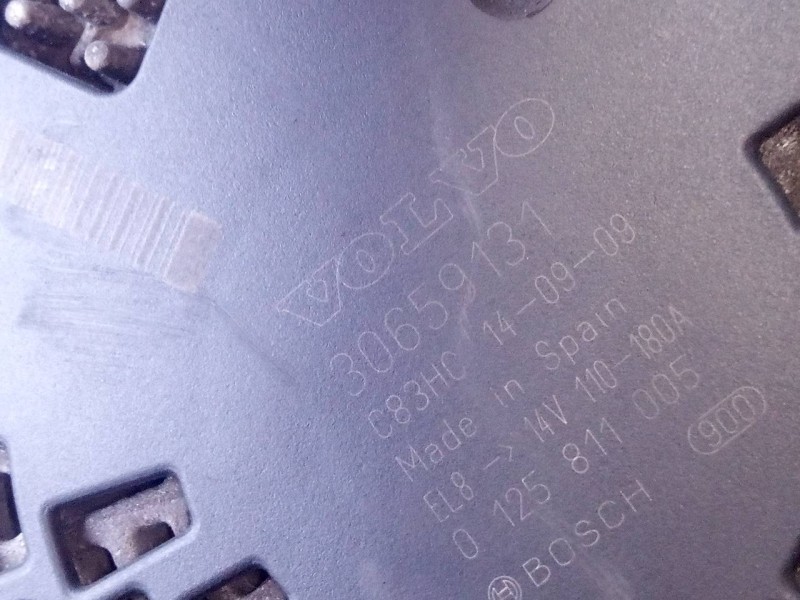 VOLVO
30659131
C83HC 14-09-09
Made in Spain
EL8 -> 14V 110-180A
0 125 811 005
900
BOSCH